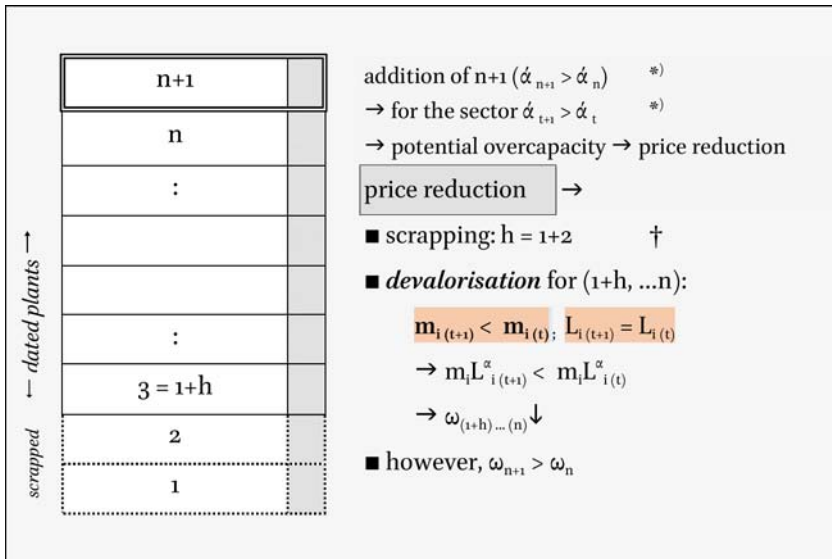 n+1
n
:
:
3 = 1+h
2
1
← dated plants →
scrapped
addition of n+1 (ά n+1 > ά n) *)
→ for the sector ά t+1 > ά t *)
→ potential overcapacity → price reduction
price reduction →
■ scrapping: h = 1+2 †
■ devalorisation for (1+h, ...n):
m i (t+1) < m i (t); L i (t+1) = L i (t)
→ m i L α i (t+1) < m i L α i (t)
→ ω (1+h) ... (n) ↓
■ however, ω n+1 > ω n